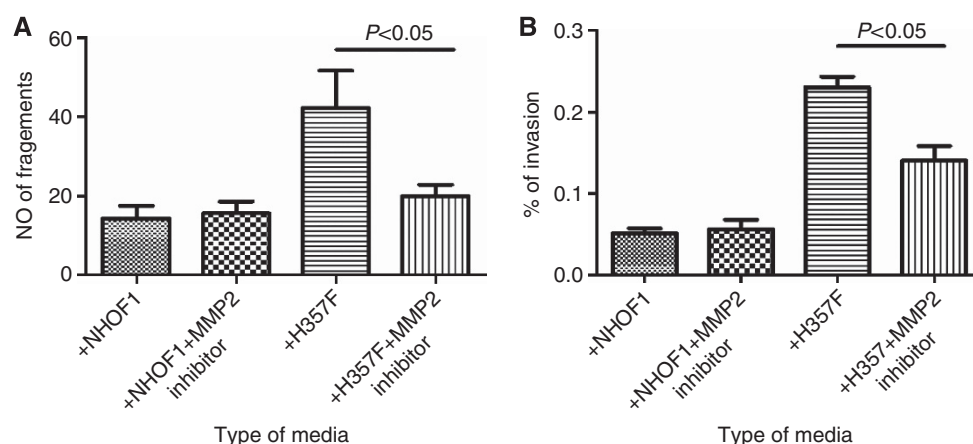 A
NO of fragements
60
40
20
0
P<0.05
+NHOF1
+NHOF1+MMP2
inhibitor
+H357F
+H357F+MMP2
inhibitor
Type of media
B
% of invasion
0.3
0.2
0.1
0.0
P<0.05
+NHOF1
+NHOF1+MMP2
inhibitor
+H357F
+H357+MMP2
inhibitor
Type of media